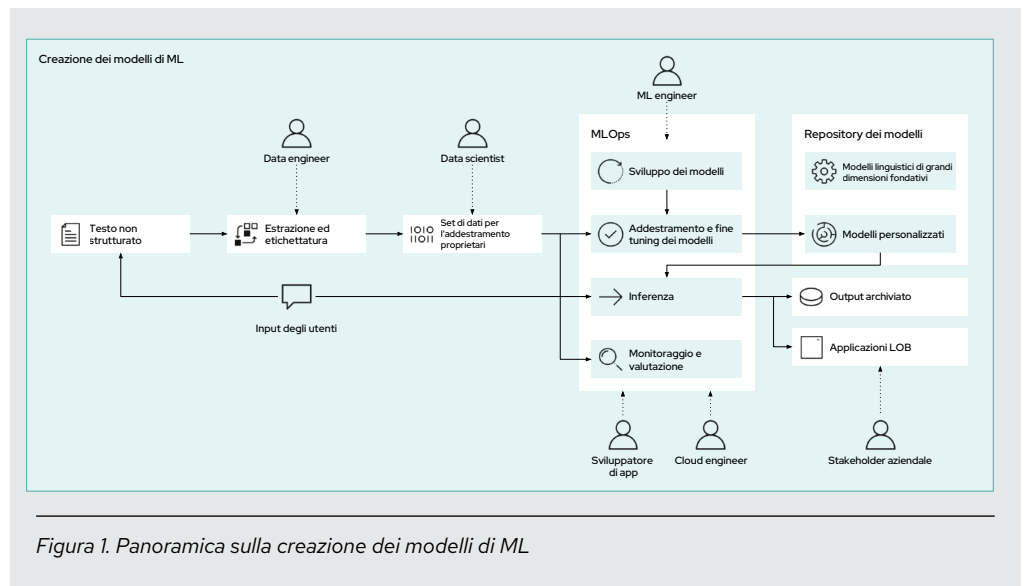 Creazione dei modelli di ML
ML engineer
Data engineer
Data scientist
MLOps
Repository dei modelli
Sviluppo dei modelli
Modelli linguistici di grandi
dimensioni fondativi
Testo non
strutturato
Estrazione ed
etichettatura
1010
11011
Set di dati per
l'addestramento
proprietari
Addestramento e fine
tuning dei modelli
Modelli personalizzati
Input degli utenti
Inferenza
Output archiviato
Monitoraggio e
valutazione
Applicazioni LOB
Sviluppatore
di app
Cloud engineer
Stakeholder aziendale
Figura 1. Panoramica sulla creazione dei modelli di ML